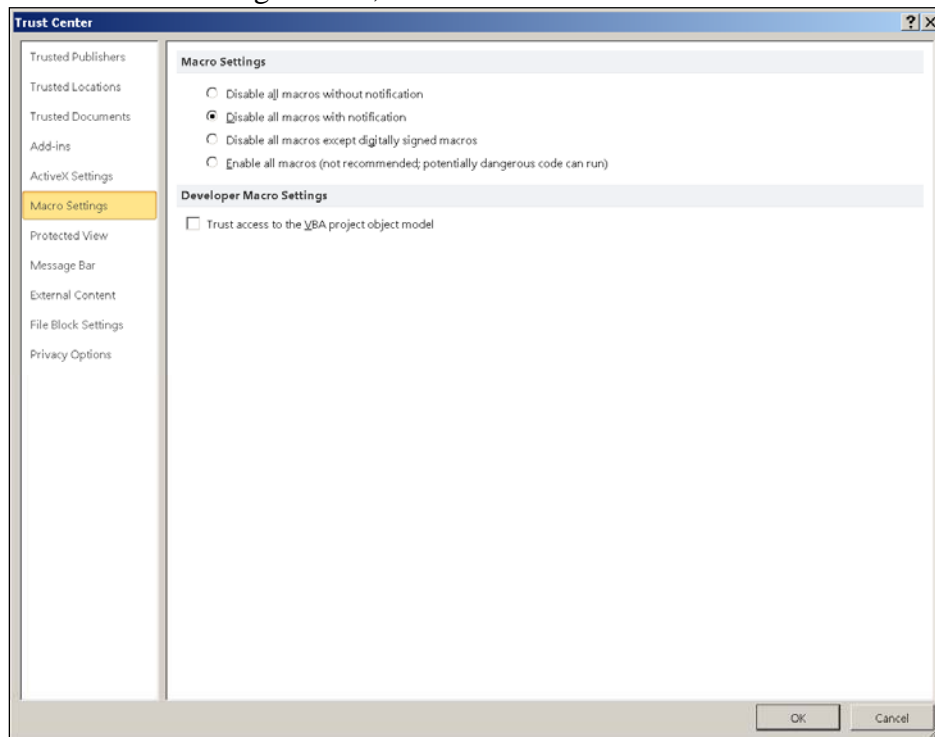 Trust Center
Trusted Publishers
Trusted Locations
Trusted Documents
Add-ins
ActiveX Settings
Macro Settings
Protected View
Message Bar
External Content
File Block Settings
Privacy Options
Macro Settings
Disable all macros without notification
Disable all macros with notification
Disable all macros except digitally signed macros
Enable all macros (not recommended; potentially dangerous code can run)
Developer Macro Settings
Trust access to the VBA project object model
OK Cancel